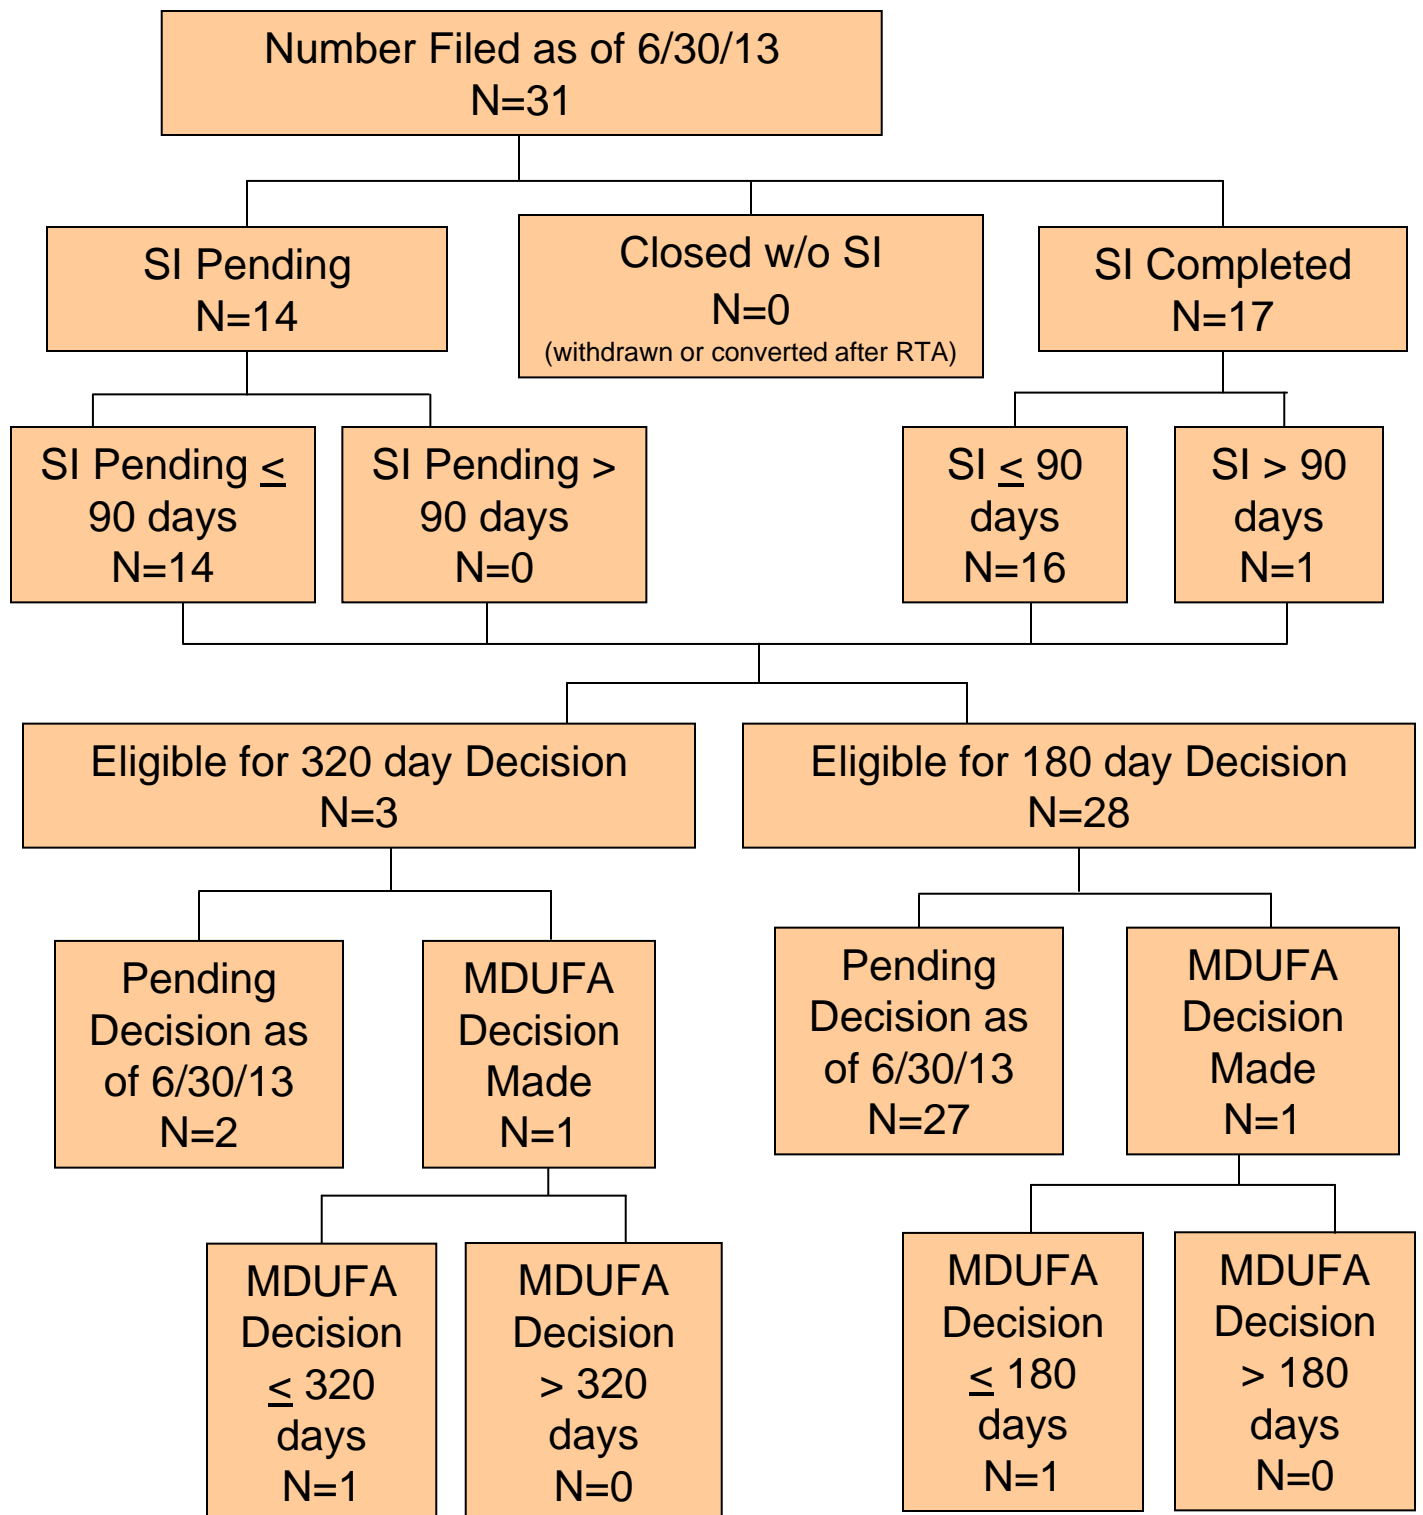 Number Filed as of 6/30/13
N=31
SI Pending
N=14
Closed w/o SI
N=0
(withdrawn or converted after RTA)
SI Completed
N=17
SI Pending ≤
90 days
N=14
SI Pending >
90 days
N=0
SI ≤ 90
days
N=16
SI > 90
days
N=1
Eligible for 320 day Decision
N=3
Eligible for 180 day Decision
N=28
Pending
Decision as
of 6/30/13
N=2
MDUFA
Decision
Made
N=1
Pending
Decision as
of 6/30/13
N=27
MDUFA
Decision
Made
N=1
MDUFA
Decision
≤ 320
days
N=1
MDUFA
Decision
> 320
days
N=0
MDUFA
Decision
≤ 180
days
N=1
MDUFA
Decision
> 180
days
N=0